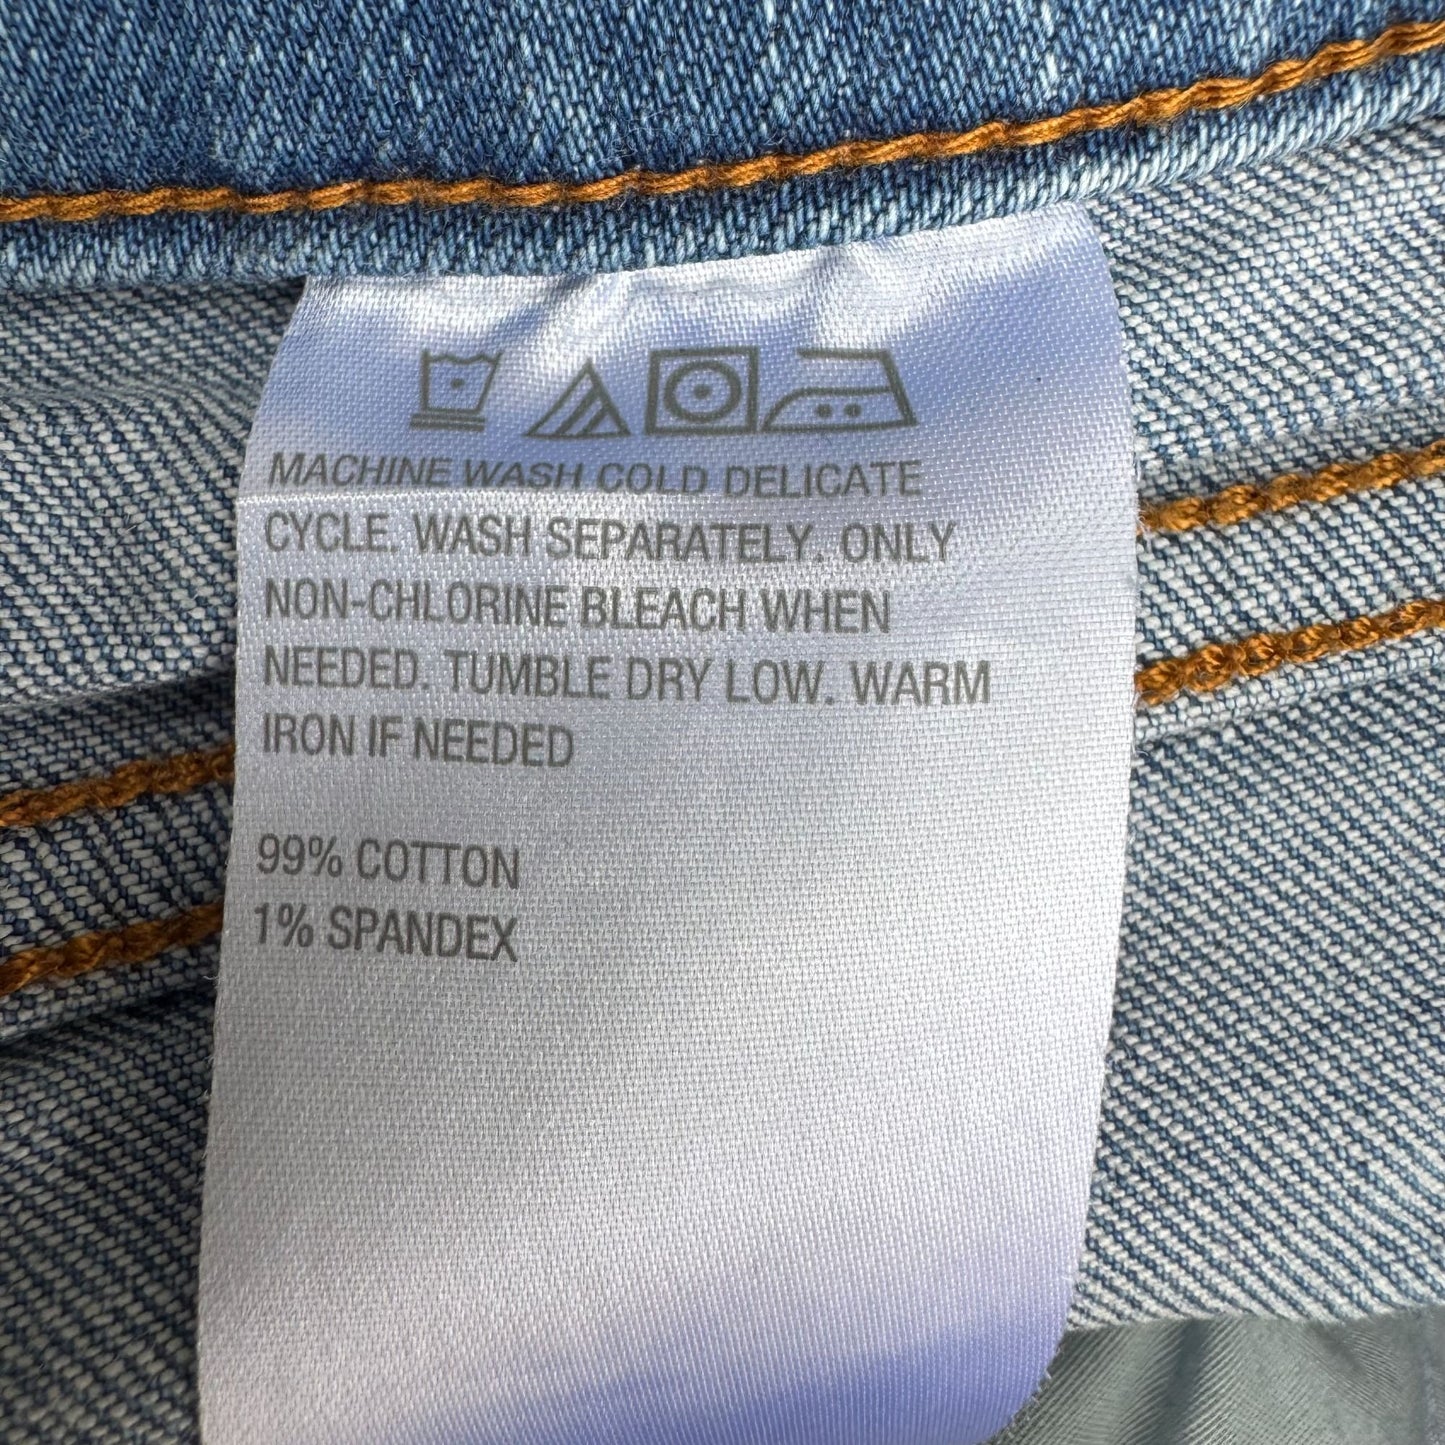 MACHINE WASH COLD DELICATE
CYCLE. WASH SEPARATELY. ONLY
NON-CHLORINE BLEACH WHEN
NEEDED. TUMBLE DRY LOW. WARM
IRON IF NEEDED
99% COTTON
1% SPANDEX